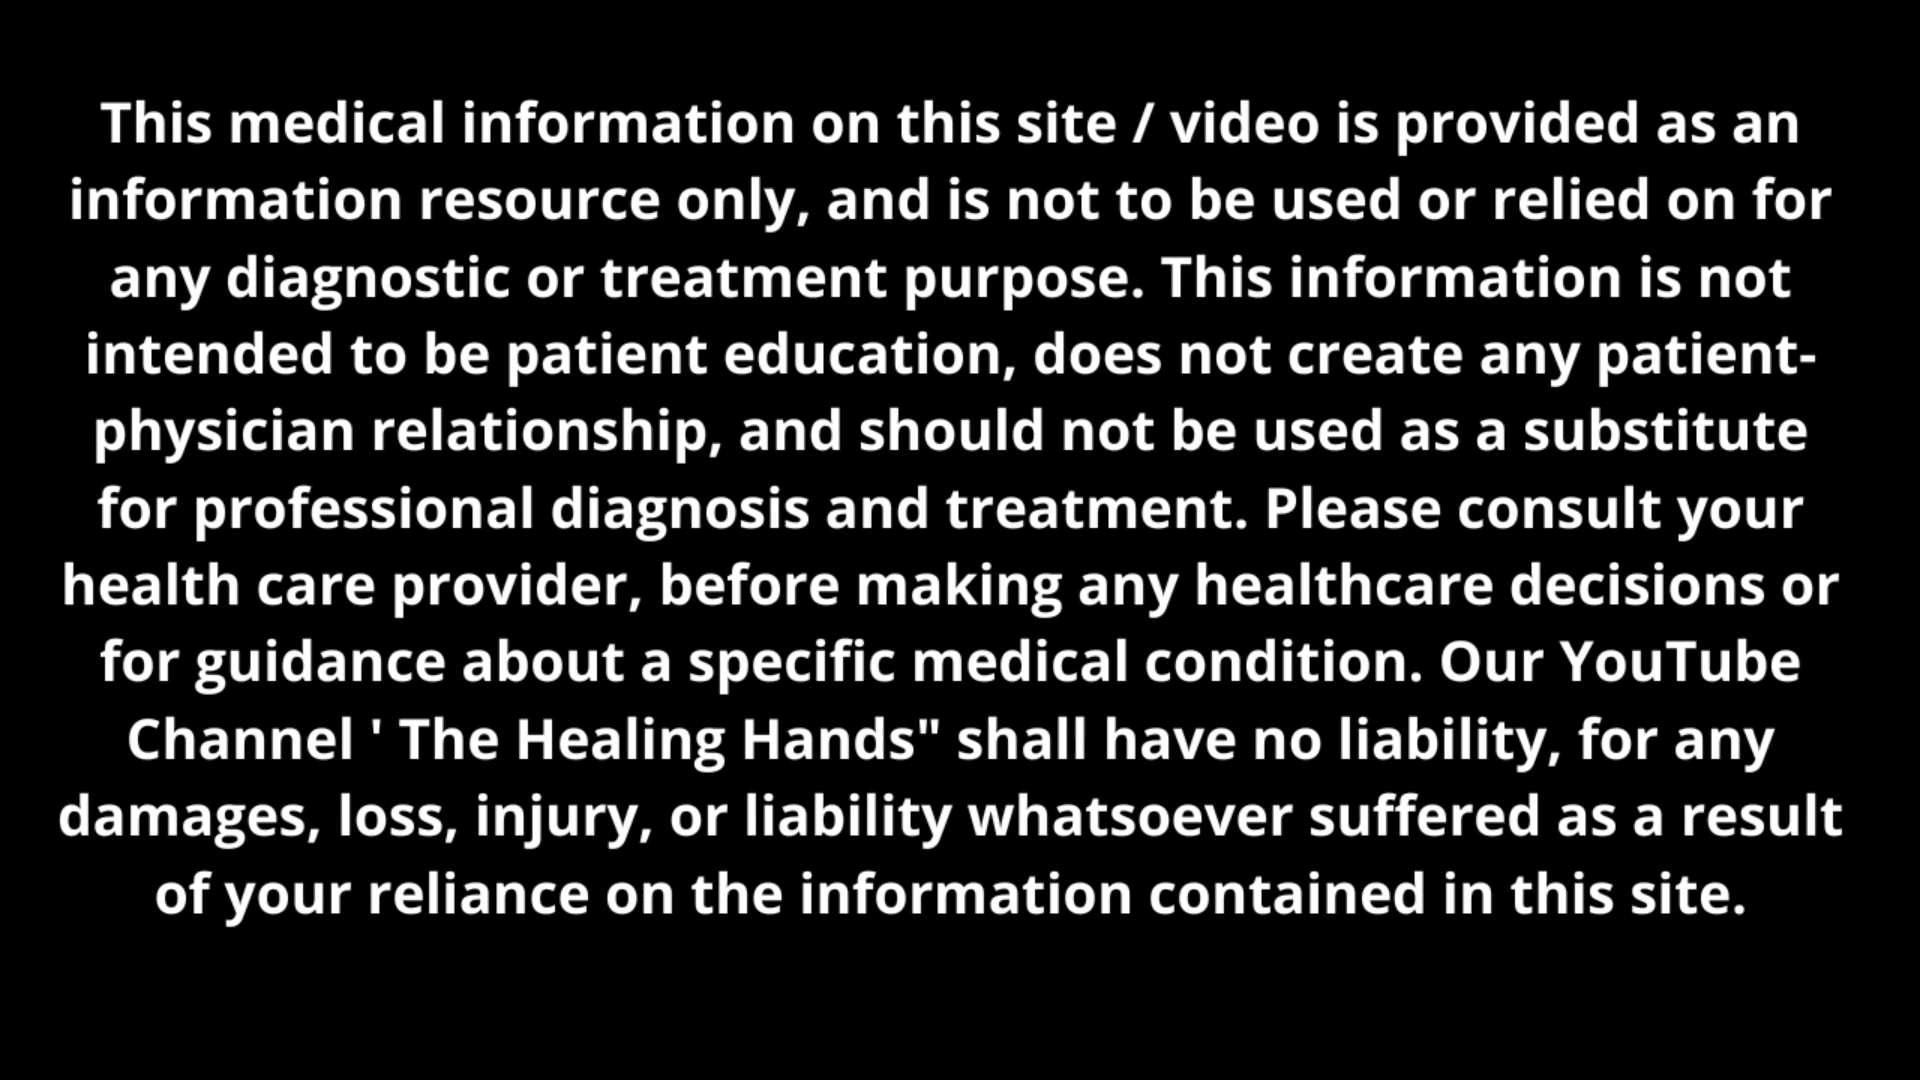 This medical information on this site / video is provided as an
information resource only, and is not to be used or relied on for
any diagnostic or treatment purpose. This information is not
intended to be patient education, does not create any patient-
physician relationship, and should not be used as a substitute
for professional diagnosis and treatment. Please consult your
health care provider, before making any healthcare decisions or
for guidance about a specific medical condition. Our YouTube
Channel ' The Healing Hands" shall have no liability, for any
damages, loss, injury, or liability whatsoever suffered as a result
of your reliance on the information contained in this site.